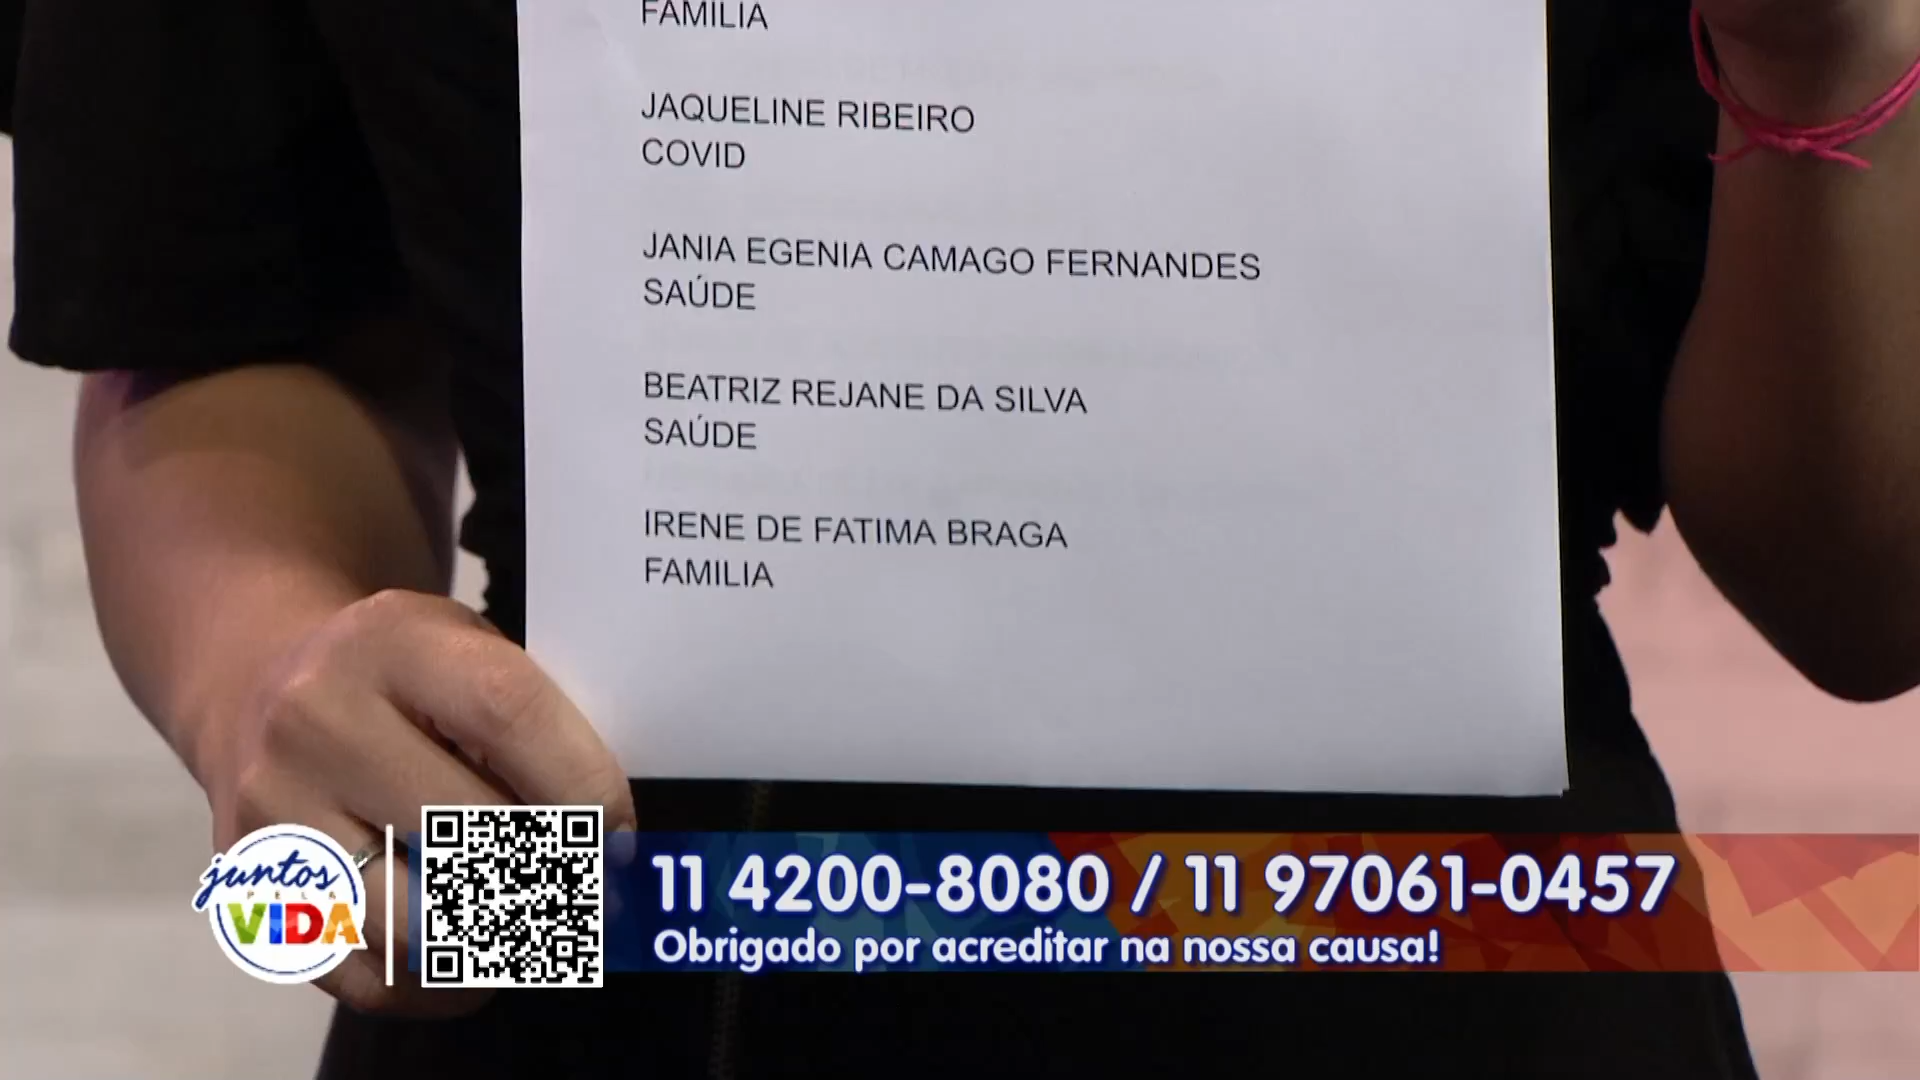 FAMILIA
JAQUELINE RIBEIRO
COVID
JANIA EGENIA CAMAGO FERNANDES
SAÚDE
BEATRIZ REJANE DA SILVA
SAÚDE
IRENE DE FATIMA BRAGA
FAMILIA
juntos
PELA
VIDA
11 4200-8080 / 11 97061-0457
Obrigado por acreditar na nossa causa!